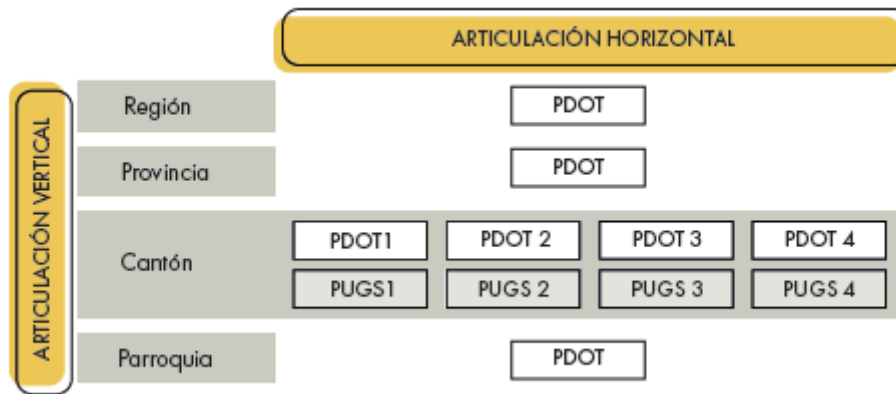 ARTICULACIÓN HORIZONTAL
ARTICULACIÓN VERTICAL
Región
PDOT
Provincia
PDOT
Cantón
PDOT1
PDOT 2
PDOT 3
PDOT 4
PUGS1
PUGS 2
PUGS 3
PUGS 4
Parroquia
PDOT